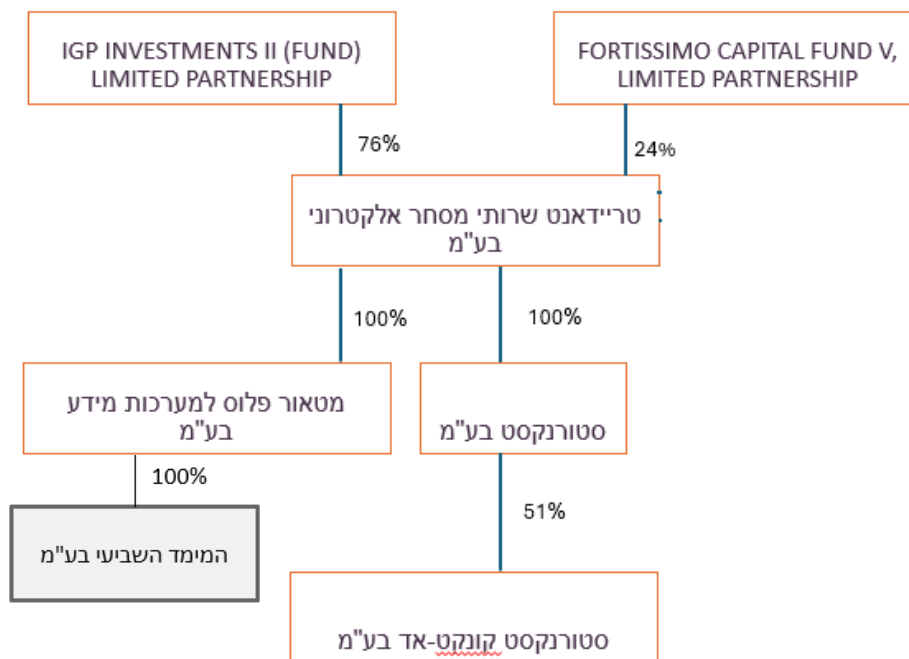 IGP INVESTMENTS II (FUND)
LIMITED PARTNERSHIP
FORTISSIMO CAPITAL FUND V,
LIMITED PARTNERSHIP
76%
24%
טריידאנט שרותי מסחר אלקטרוני
בע"מ
100%
100%
מטאור פלוס למערכות מידע
בע"מ
סטורנקסט בע"מ
100%
51%
המימד השביעי בע"מ
סטורנקסט קונקט-אד בע"מ